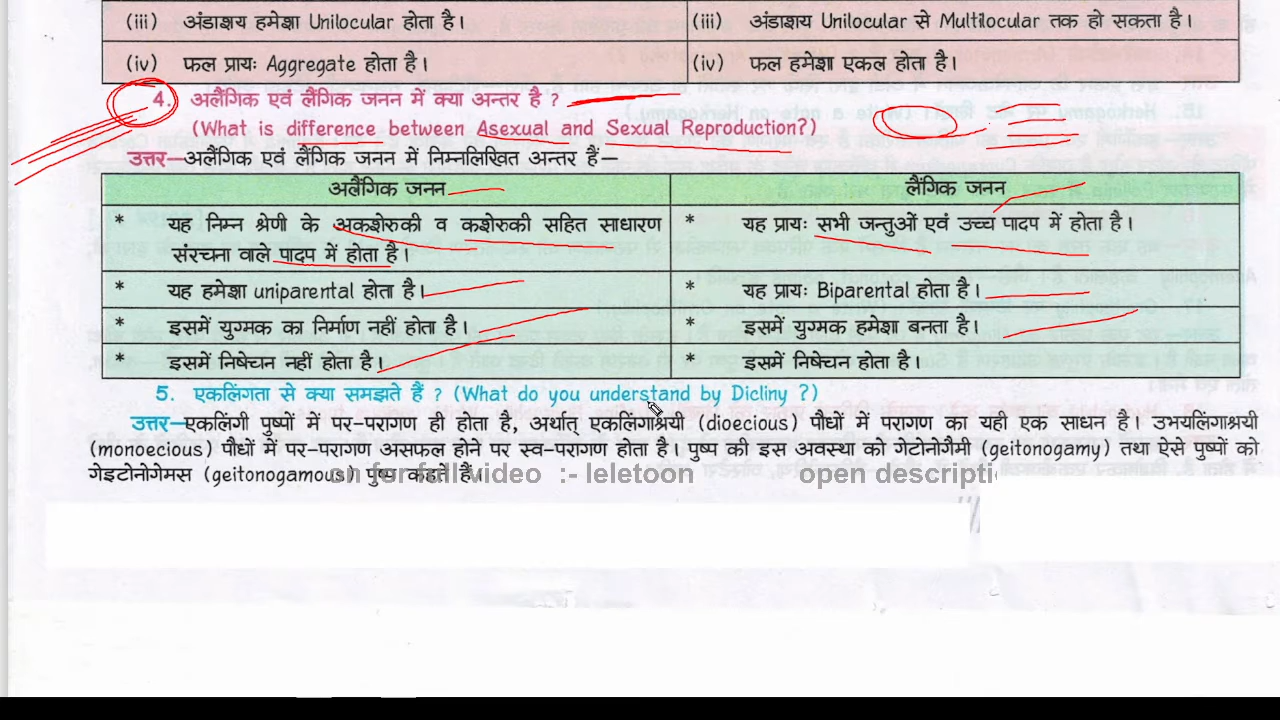 (iii) अंडाशय हमेशा Unilocular होता है।
(iii) अंडाशय Unilocular से Multilocular तक हो सकता है।
(iv) फल प्रायः Aggregate होता है।
(iv) फल हमेशा एकल होता है।
4. अलैंगिक एवं लैंगिक जनन में क्या अन्तर है ?
(What is difference between Asexual and Sexual Reproduction?)
उत्तर—अलैंगिक एवं लैंगिक जनन में निम्नलिखित अन्तर हैं—
अलैंगिक जनन
लैंगिक जनन
* यह निम्न श्रेणी के अकशेरुकी व कशेरुकी सहित साधारण
संरचना वाले पादप में होता है।
* यह प्रायः सभी जन्तुओं एवं उच्च पादप में होता है।
* यह हमेशा uniparental होता है।
* यह प्रायः Biparental होता है।
* इसमें युग्मक का निर्माण नहीं होता है।
* इसमें युग्मक हमेशा बनता है।
* इसमें निषेचन नहीं होता है।
* इसमें निषेचन होता है।
5. एकलिंगता से क्या समझते हैं ? (What do you understand by Dicliny ?)
उत्तर—एकलिंगी पुष्पों में पर-परागण ही होता है, अर्थात् एकलिंगाश्रयी (dioecious) पौधों में परागण का यही एक साधन है। उभयलिंगाश्रयी
(monoecious) पौधों में पर-परागण असफल होने पर स्व-परागण होता है। पुष्प की इस अवस्था को गेटोनोगैमी (geitonogamy) तथा ऐसे पुष्पों को
गेइटोनोगेमस (geitonogamous) पुष्प कहते हैं।
on for full video :- leletoon open descripti